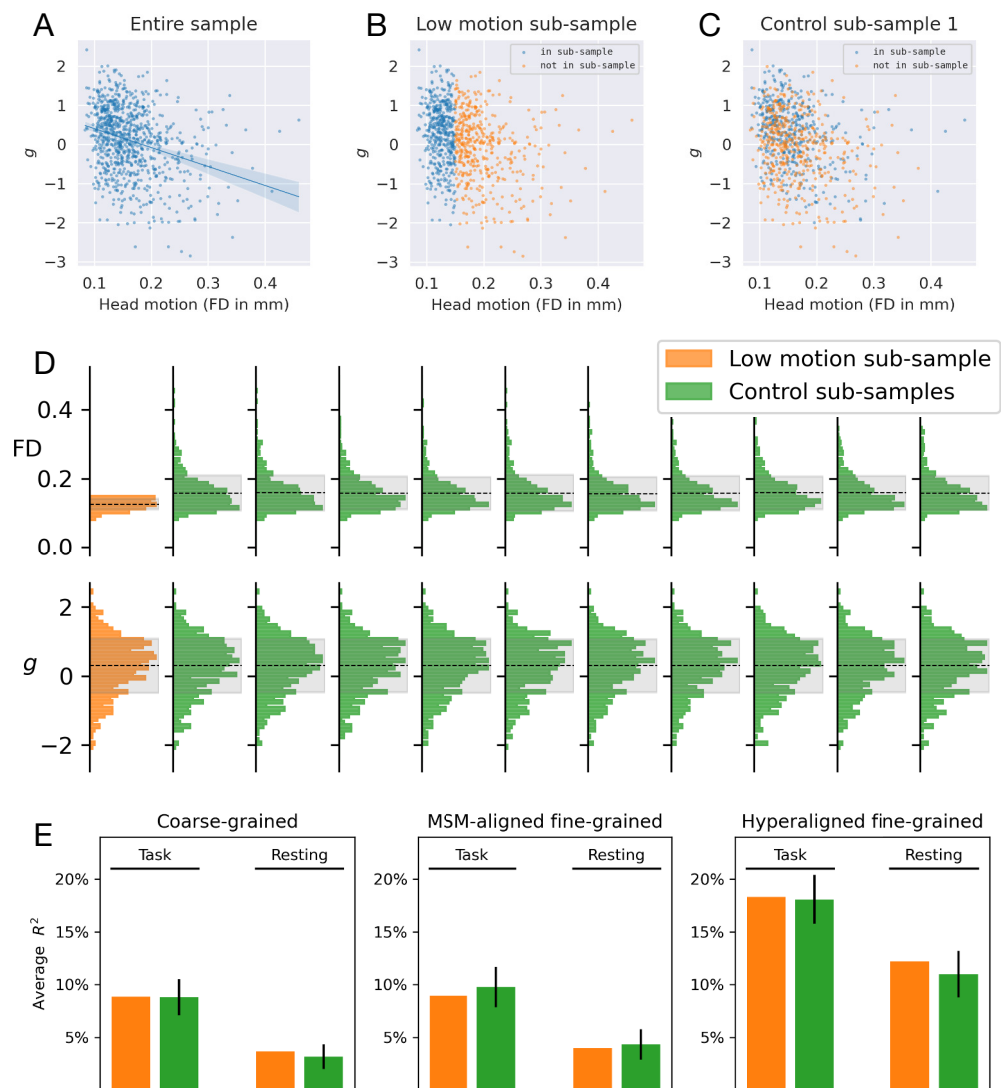 A
Entire sample
B
Low motion sub-sample
C
Control sub-sample 1
in sub-sample
not in sub-sample
in sub-sample
not in sub-sample
2
1
0
−1
−2
−3
g
0.1 0.2 0.3 0.4
Head motion (FD in mm)
2
1
0
−1
−2
−3
g
0.1 0.2 0.3 0.4
Head motion (FD in mm)
2
1
0
−1
−2
−3
g
0.1 0.2 0.3 0.4
Head motion (FD in mm)
D
Low motion sub-sample
Control sub-samples
0.4
FD
0.2
0.0
2
g
0
−2
E
Coarse-grained
Task
Resting
20%
15%
10%
5%
Average R²
MSM-aligned fine-grained
Task
Resting
20%
15%
10%
5%
Hyperaligned fine-grained
Task
Resting
20%
15%
10%
5%